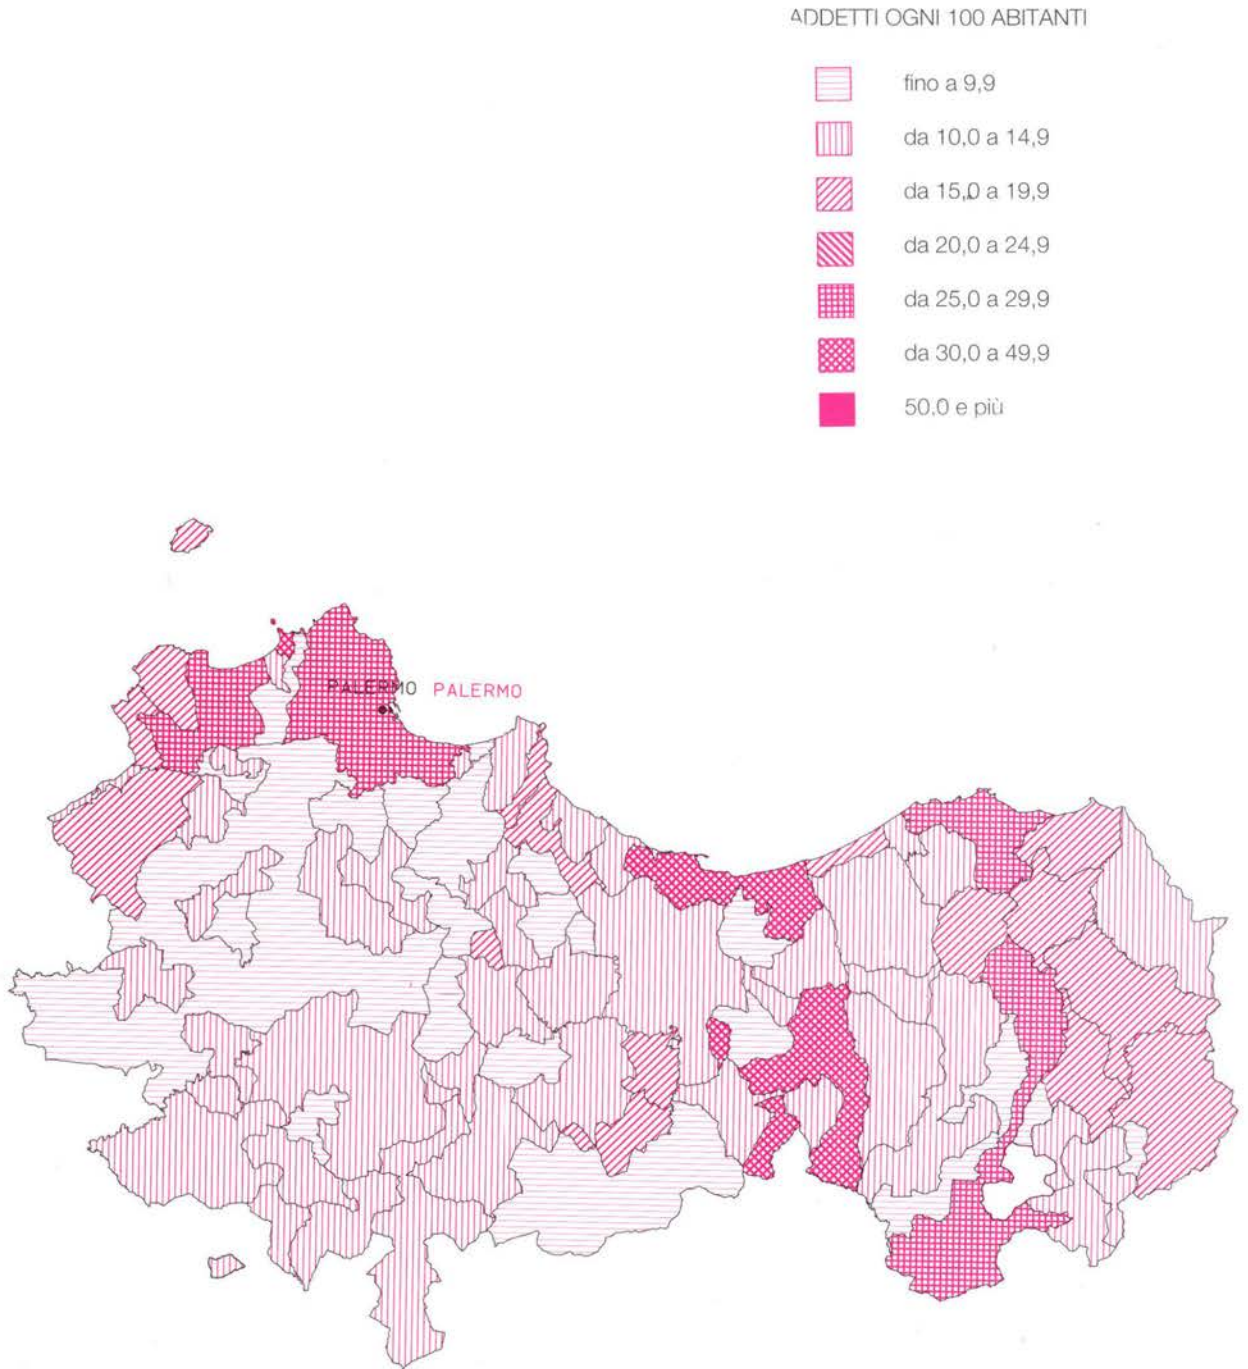 ADDETTI OGNI 100 ABITANTI
fino a 9,9
da 10,0 a 14,9
da 15,0 a 19,9
da 20,0 a 24,9
da 25,0 a 29,9
da 30,0 a 49,9
50.0 e più
PALERMO PALERMO